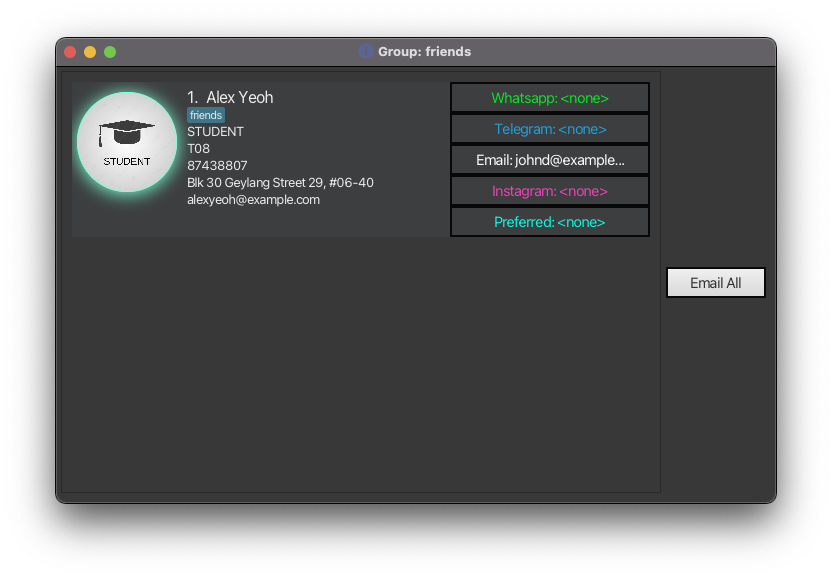 Group: friends
1. Alex Yeoh
friends
STUDENT
T08
87438807
Blk 30 Geylang Street 29, #06-40
alexyeoh@example.com
STUDENT
Whatsapp: <none>
Telegram: <none>
Email: johnd@example...
Instagram: <none>
Preferred: <none>
Email All